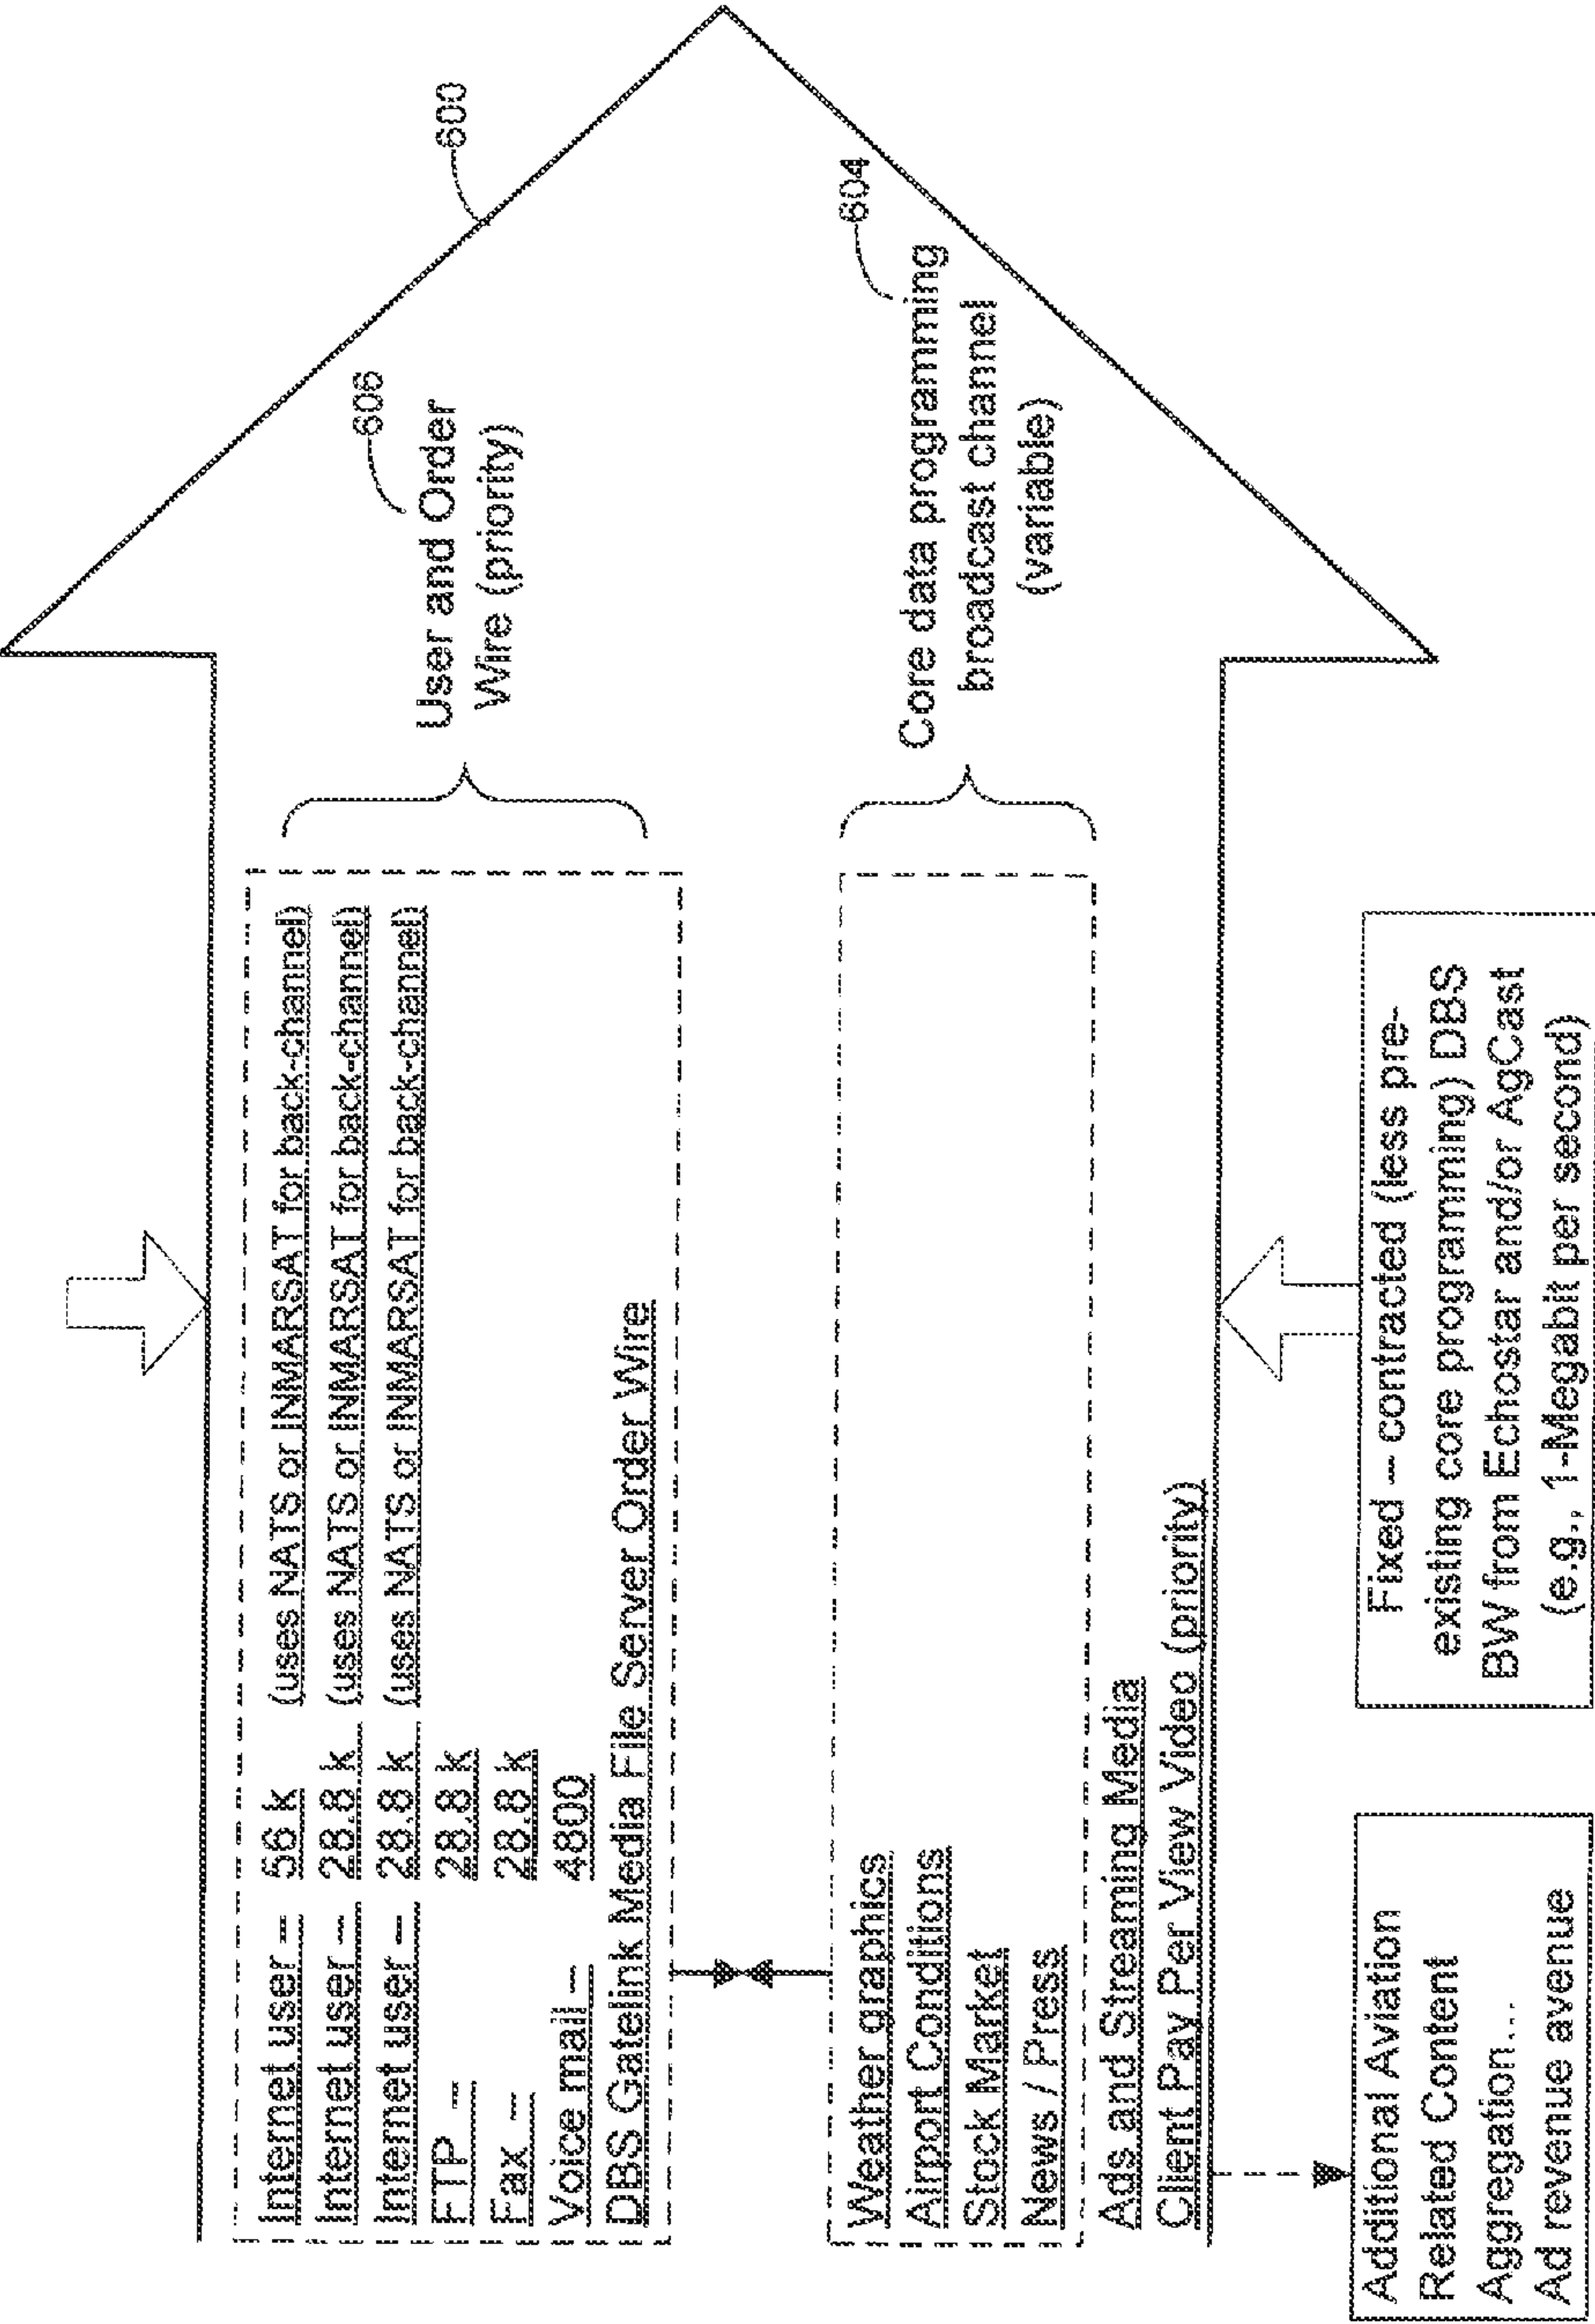 600
606
User and Order
Wire (priority)
Internet user – 56 k (uses NATS or INMARSAT for back-channel)
Internet user – 28.8 k (uses NATS or INMARSAT for back-channel)
Internet user – 28.8 k (uses NATS or INMARSAT for back-channel)
FTP – 28.8 k
Fax – 28.8 k
Voice mail – 4800
DBS Gatelink Media File Server Order Wire
604
Core data programming
broadcast channel
(variable)
Weather graphics
Airport Conditions
Stock Market
News / Press
Ads and Streaming Media
Client Pay Per View Video (priority)
Additional Aviation
Related Content
Aggregation...
Ad revenue avenue
Fixed – contracted (less pre-
existing core programming) DBS
BW from Echostar and/or AgCast
(e.g., 1-Megabit per second)